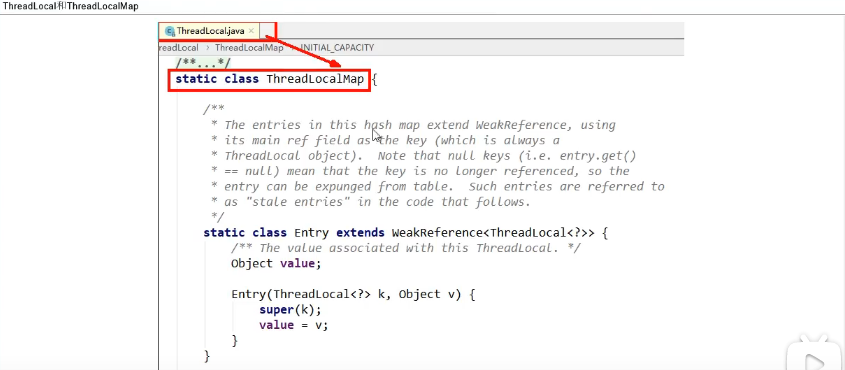 ThreadLocal和ThreadLocalMap
ThreadLocal.java ×
readLocal › ThreadLocalMap › INITIAL_CAPACITY
/**...*/
static class ThreadLocalMap {
/**
* The entries in this hash map extend WeakReference, using
* its main ref field as the key (which is always a
* ThreadLocal object).  Note that null keys (i.e. entry.get()
* == null) mean that the key is no longer referenced, so the
* entry can be expunged from table.  Such entries are referred to
* as "stale entries" in the code that follows.
*/
static class Entry extends WeakReference<ThreadLocal<?>> {
/** The value associated with this ThreadLocal. */
Object value;
Entry(ThreadLocal<?> k, Object v) {
super(k);
value = v;
}
}